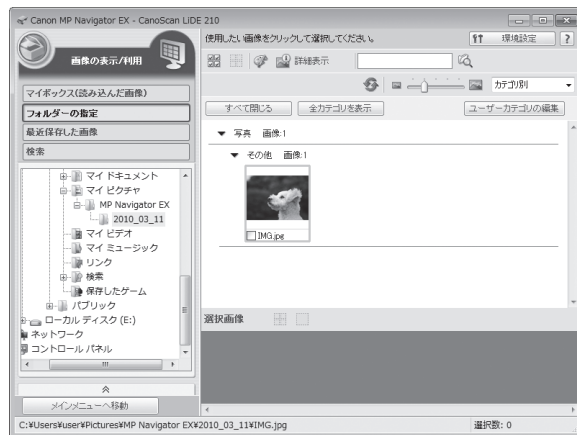 Canon MP Navigator EX - CanoScan LiDE 210
画像の表示/利用
マイボックス(読み込んだ画像)
フォルダーの指定
最近保存した画像
検索
マイ ドキュメント
マイ ピクチャ
MP Navigator EX
2010_03_11
マイ ビデオ
マイ ミュージック
リンク
検索
保存したゲーム
パブリック
ローカル ディスク (E:)
ネットワーク
コントロール パネル
メインメニューへ移動
使用したい画像をクリックして選択してください。
環境設定
?
詳細表示
カテゴリ別
すべて閉じる
全カテゴリを表示
ユーザーカテゴリの編集
▼ 写真 画像:1
▼ その他 画像:1
IMG.jpg
選択画像
C:¥Users¥user¥Pictures¥MP Navigator EX¥2010_03_11¥IMG.jpg
選択数: 0